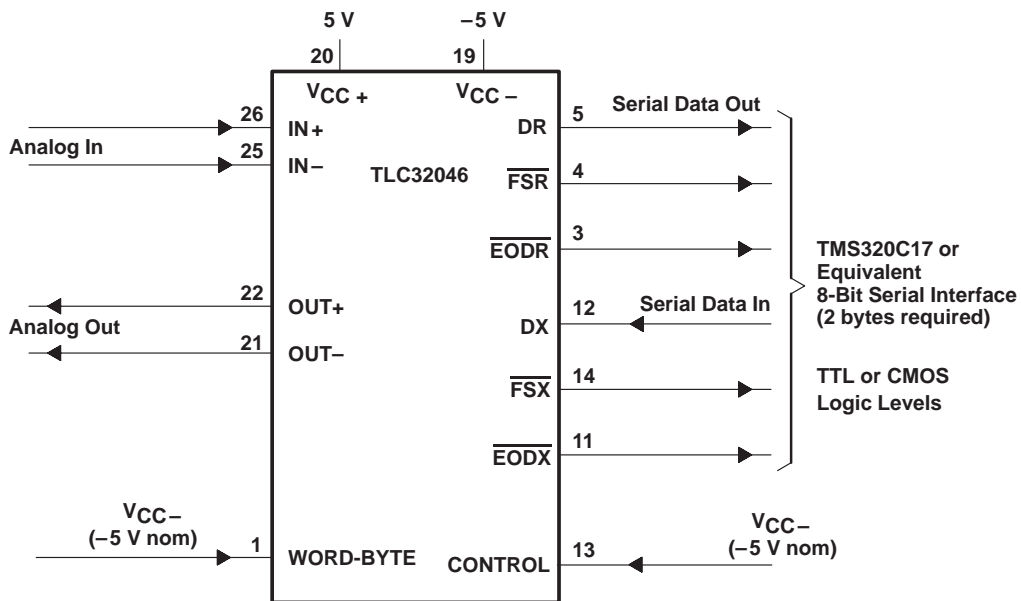 5 V
−5 V
20
19
VCC +
VCC −
26
IN+
Analog In
25
IN−
TLC32046
DR
5
Serial Data Out
FSR
4
EODR
3
TMS320C17 or
Equivalent
8-Bit Serial Interface
(2 bytes required)
22
OUT+
Analog Out
21
OUT−
DX
12
Serial Data In
FSX
14
TTL or CMOS
Logic Levels
EODX
11
VCC−
(−5 V nom)
1
WORD-BYTE
CONTROL
13
VCC−
(−5 V nom)